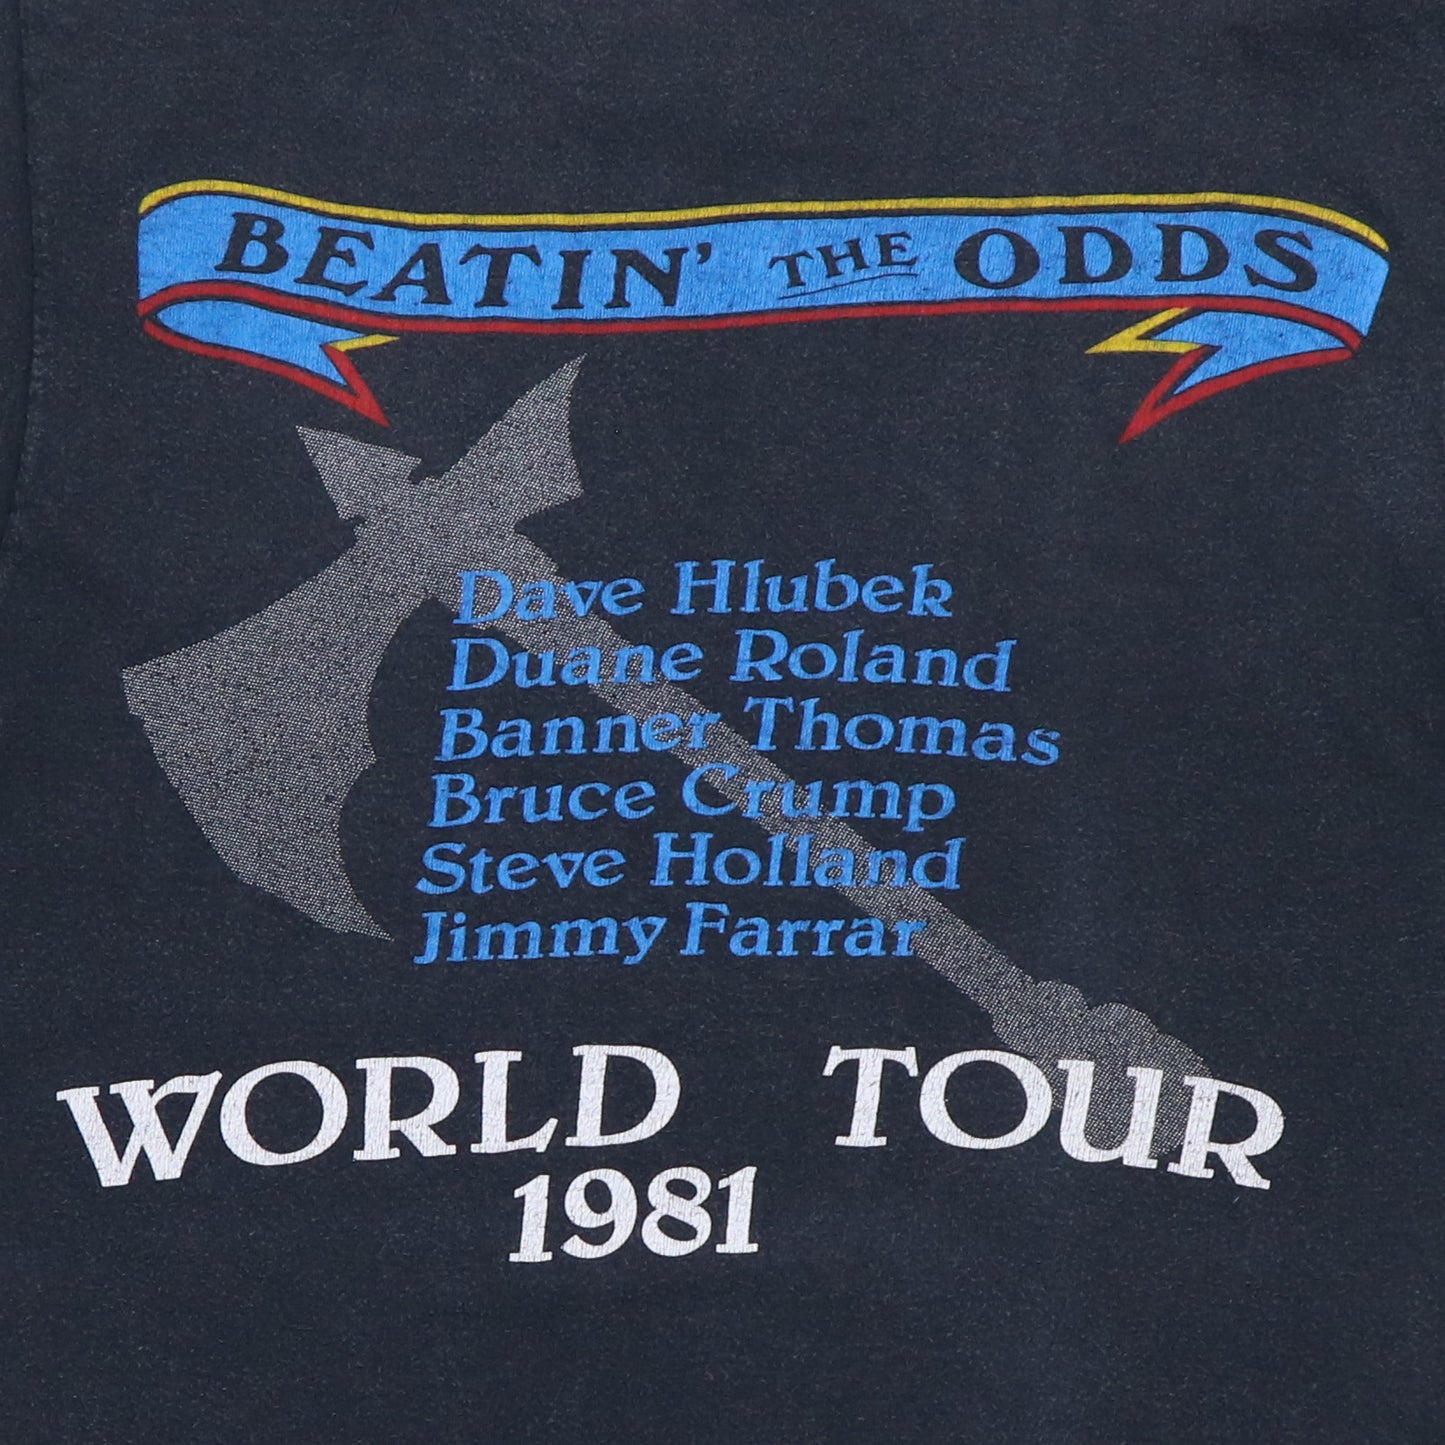 BEATIN' THE ODDS
Dave Hlubek
Duane Roland
Banner Thomas
Bruce Crump
Steve Holland
Jimmy Farrar
WORLD TOUR
1981